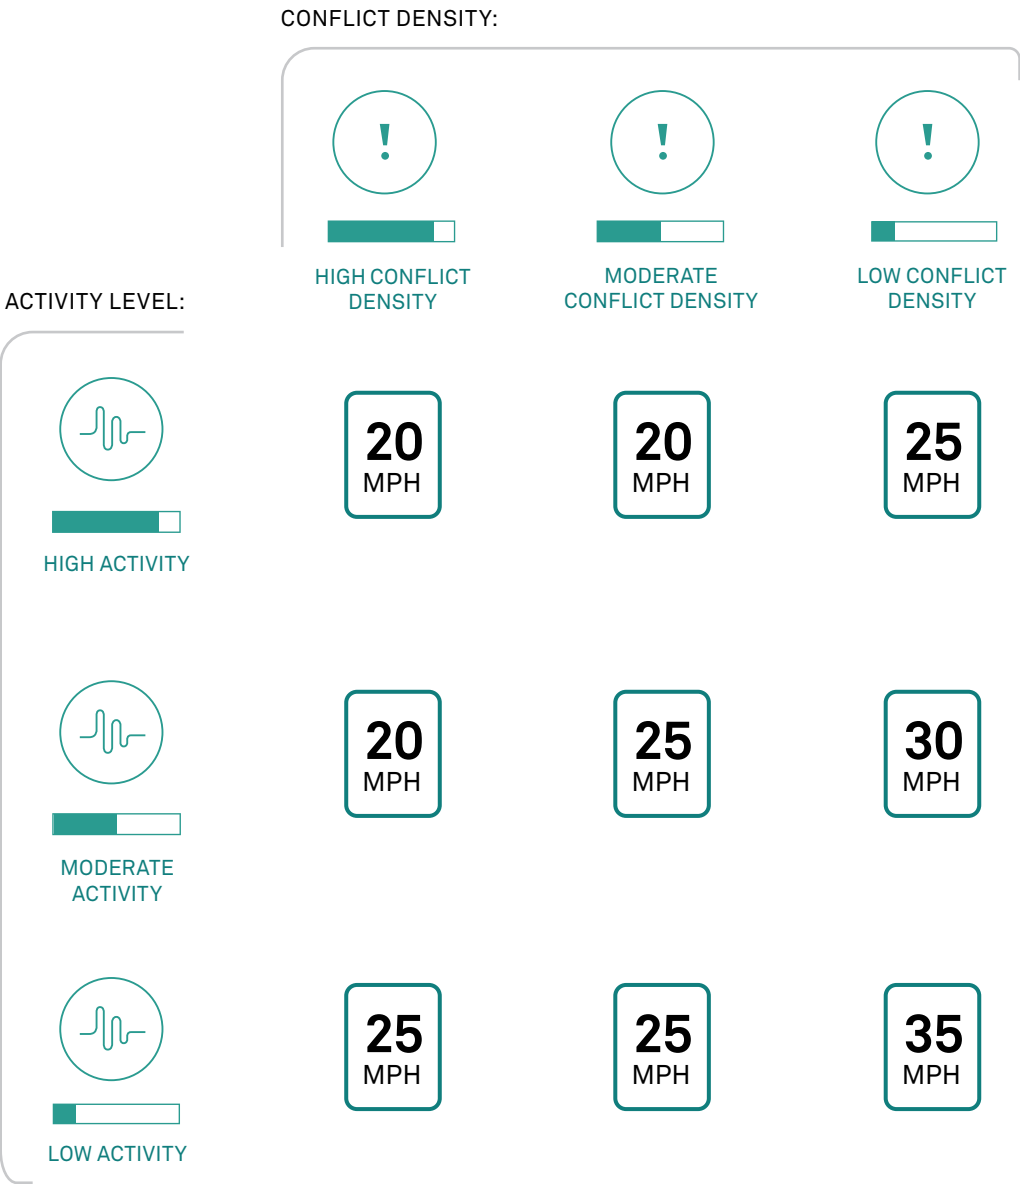 CONFLICT DENSITY:
!
!
!
HIGH CONFLICT
DENSITY
MODERATE
CONFLICT DENSITY
LOW CONFLICT
DENSITY
ACTIVITY LEVEL:
HIGH ACTIVITY
20
MPH
20
MPH
25
MPH
MODERATE
ACTIVITY
20
MPH
25
MPH
30
MPH
LOW ACTIVITY
25
MPH
25
MPH
35
MPH